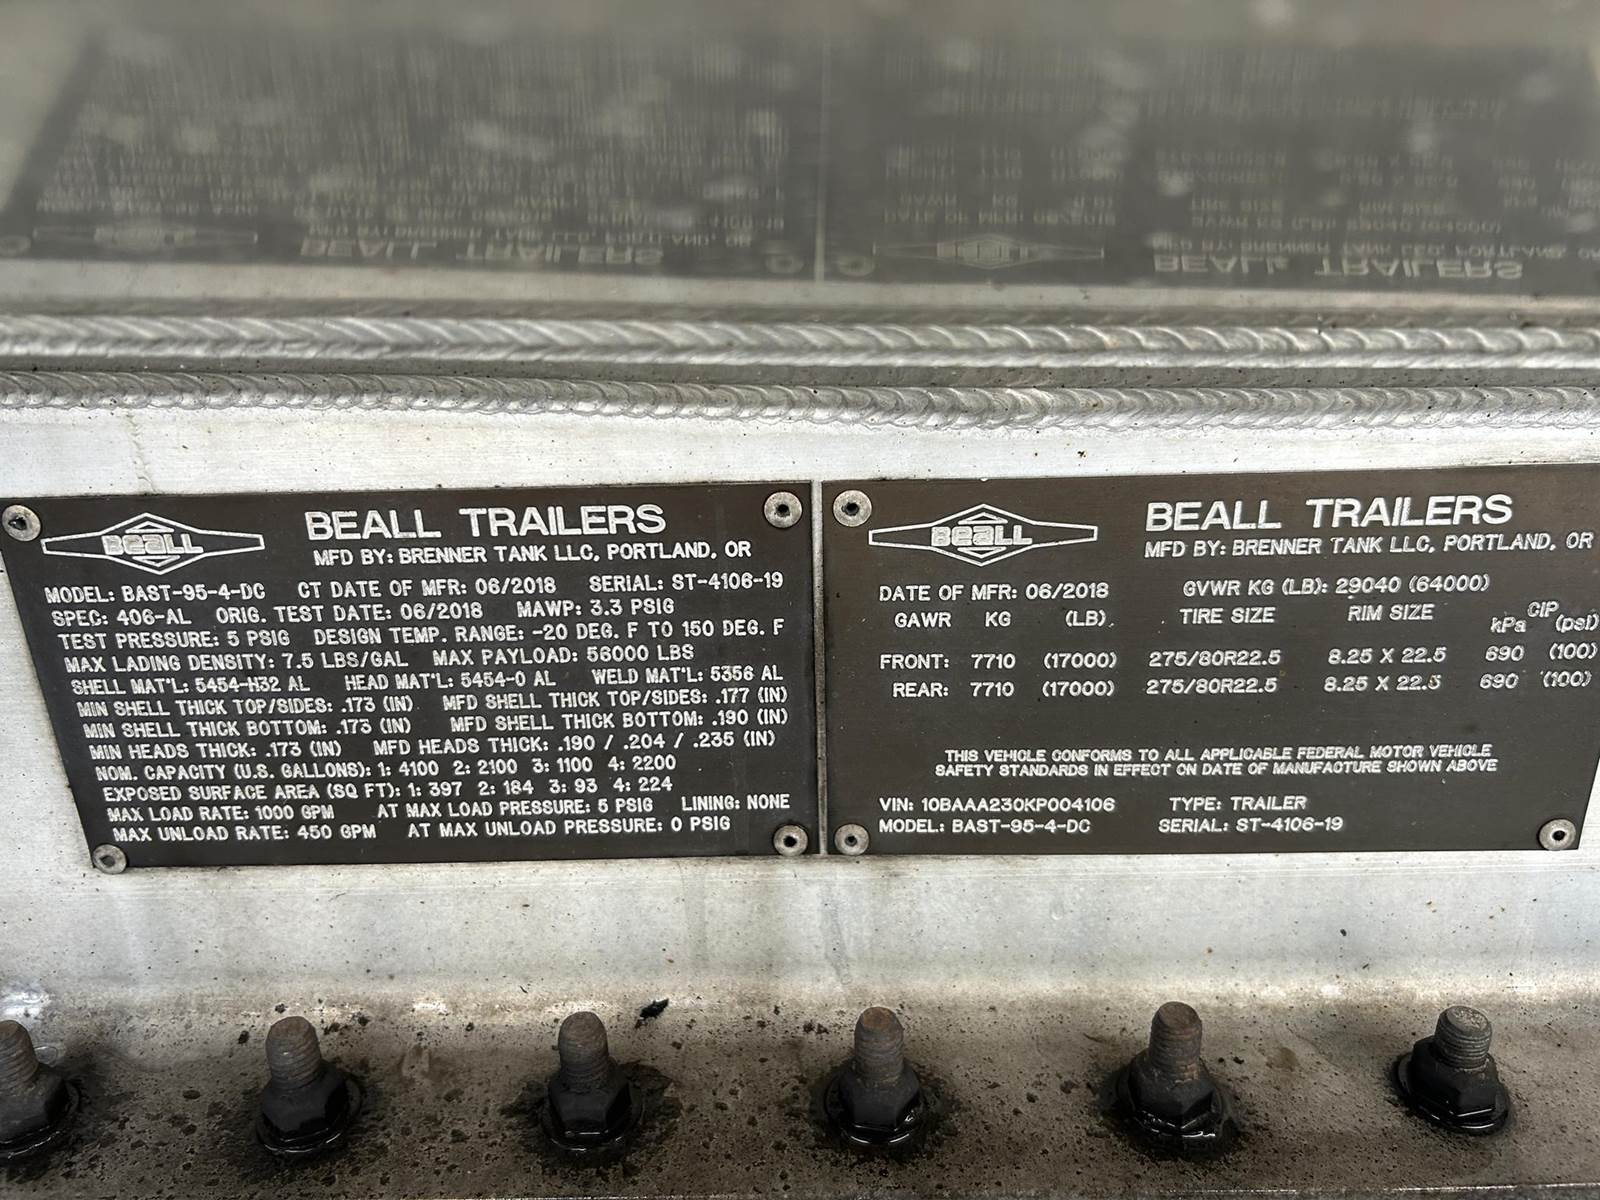 BEALL
BEALL TRAILERS
MFD BY: BRENNER TANK LLC, PORTLAND, OR
MODEL: BAST-95-4-DC CT DATE OF MFR: 06/2018 SERIAL: ST-4106-19
SPEC: 406-AL ORIG. TEST DATE: 06/2018 MAWP: 3.3 PSIG
TEST PRESSURE: 5 PSIG DESIGN TEMP. RANGE: -20 DEG. F TO 150 DEG. F
MAX LADING DENSITY: 7.5 LBS/GAL MAX PAYLOAD: 56000 LBS
SHELL MAT'L: 5454-H32 AL HEAD MAT'L: 5454-0 AL WELD MAT'L: 5356 AL
MIN SHELL THICK TOP/SIDES: .173 (IN) MFD SHELL THICK TOP/SIDES: .177 (IN)
MIN SHELL THICK BOTTOM: .173 (IN) MFD SHELL THICK BOTTOM: .190 (IN)
MIN HEADS THICK: .173 (IN) MFD HEADS THICK: .190 / .204 / .235 (IN)
NOM. CAPACITY (U.S. GALLONS): 1: 4100 2: 2100 3: 1100 4: 2200
EXPOSED SURFACE AREA (SQ FT): 1: 397 2: 184 3: 93 4: 224
MAX LOAD RATE: 1000 GPM AT MAX LOAD PRESSURE: 5 PSIG LINING: NONE
MAX UNLOAD RATE: 450 GPM AT MAX UNLOAD PRESSURE: 0 PSIG
BEALL
BEALL TRAILERS
MFD BY: BRENNER TANK LLC, PORTLAND, OR
DATE OF MFR: 06/2018 GVWR KG (LB): 29040 (64000)
GAWR KG (LB) TIRE SIZE RIM SIZE CIP
kPa (psi)
FRONT: 7710 (17000) 275/80R22.5 8.25 X 22.5 690 (100)
REAR: 7710 (17000) 275/80R22.5 8.25 X 22.5 690 (100)
THIS VEHICLE CONFORMS TO ALL APPLICABLE FEDERAL MOTOR VEHICLE
SAFETY STANDARDS IN EFFECT ON DATE OF MANUFACTURE SHOWN ABOVE
VIN: 10BAAA230KP004106 TYPE: TRAILER
MODEL: BAST-95-4-DC SERIAL: ST-4106-19